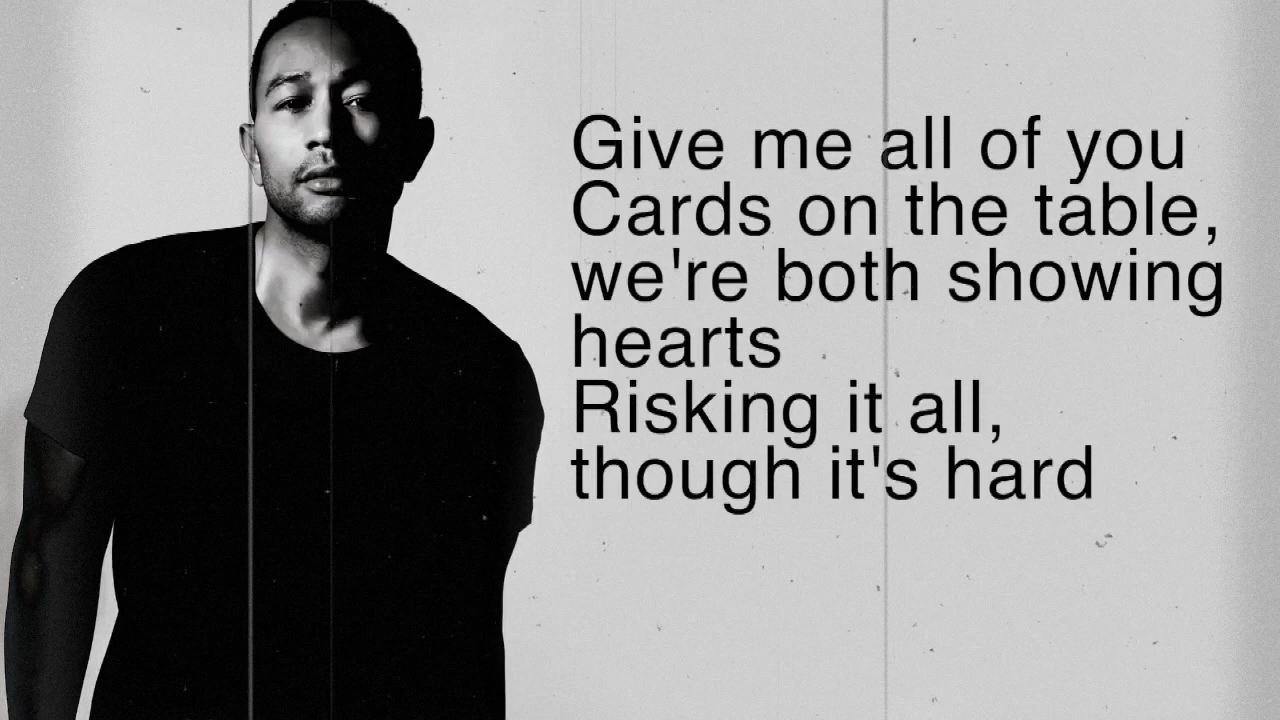 Give me all of you
Cards on the table,
we're both showing
hearts
Risking it all,
though it's hard